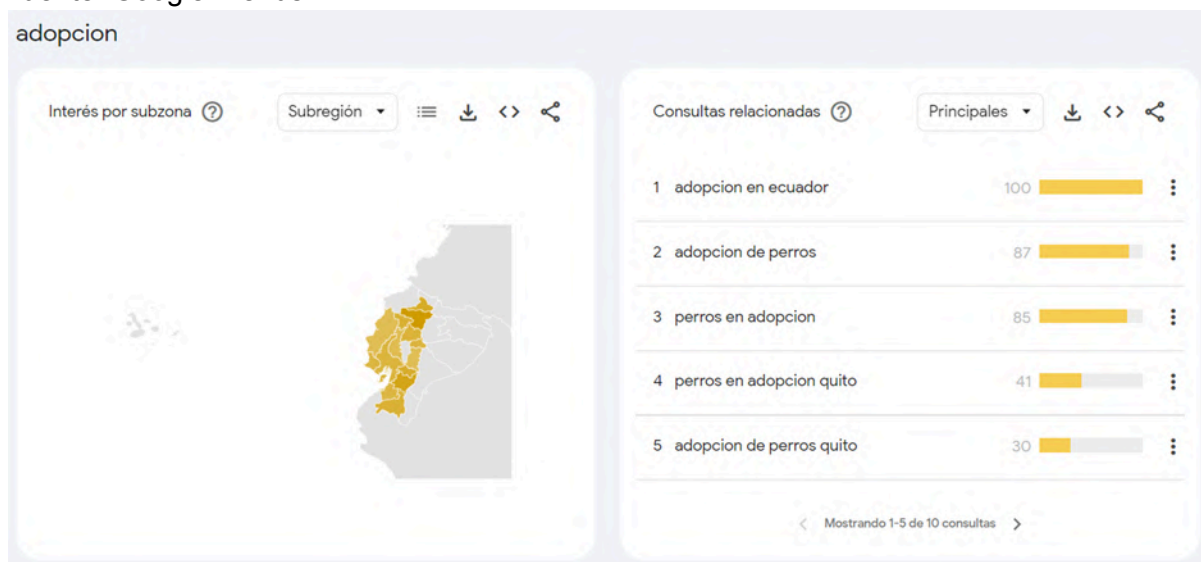 adopcion
Interés por subzona
Subregión
Consultas relacionadas
Principales
1 adopcion en ecuador 100
2 adopcion de perros 87
3 perros en adopcion 85
4 perros en adopcion quito 41
5 adopcion de perros quito 30
Mostrando 1-5 de 10 consultas